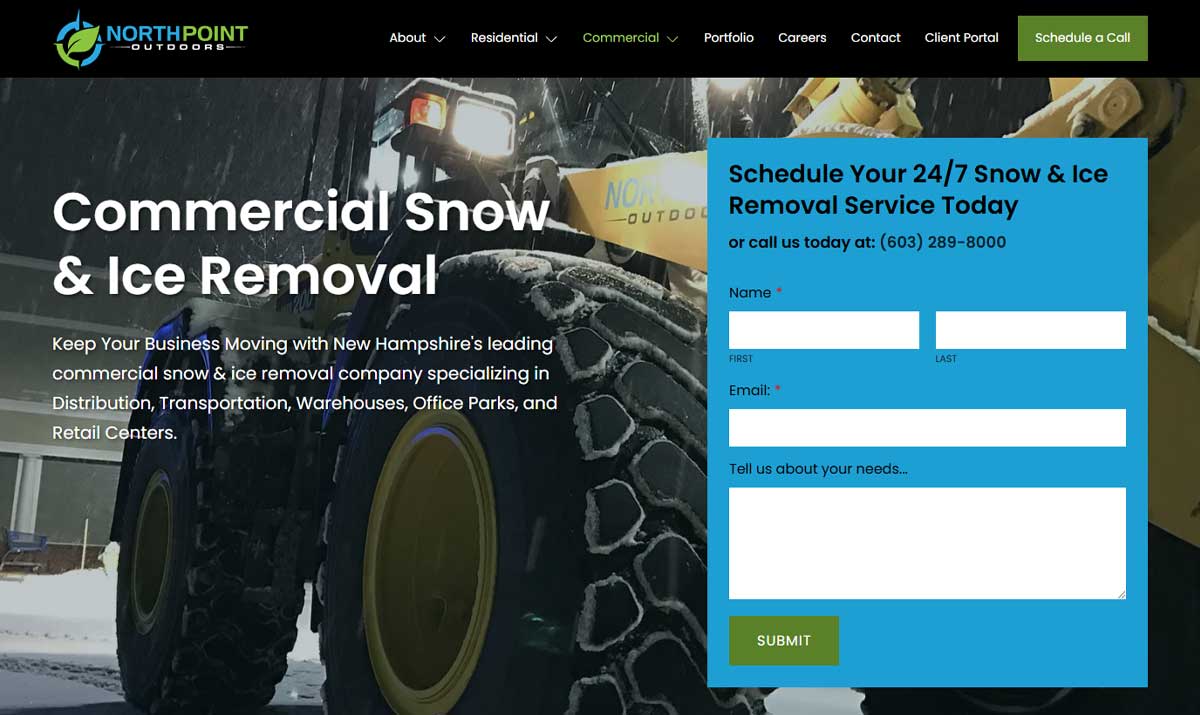 NORTHPOINT
OUTDOORS
About
Residential
Commercial
Portfolio
Careers
Contact
Client Portal
Schedule a Call
Commercial Snow
& Ice Removal
Keep Your Business Moving with New Hampshire's leading
commercial snow & ice removal company specializing in
Distribution, Transportation, Warehouses, Office Parks, and
Retail Centers.
NOR
OUTDOO
Schedule Your 24/7 Snow & Ice
Removal Service Today
or call us today at: (603) 289-8000
Name *
FIRST
LAST
Email: *
Tell us about your needs...
SUBMIT